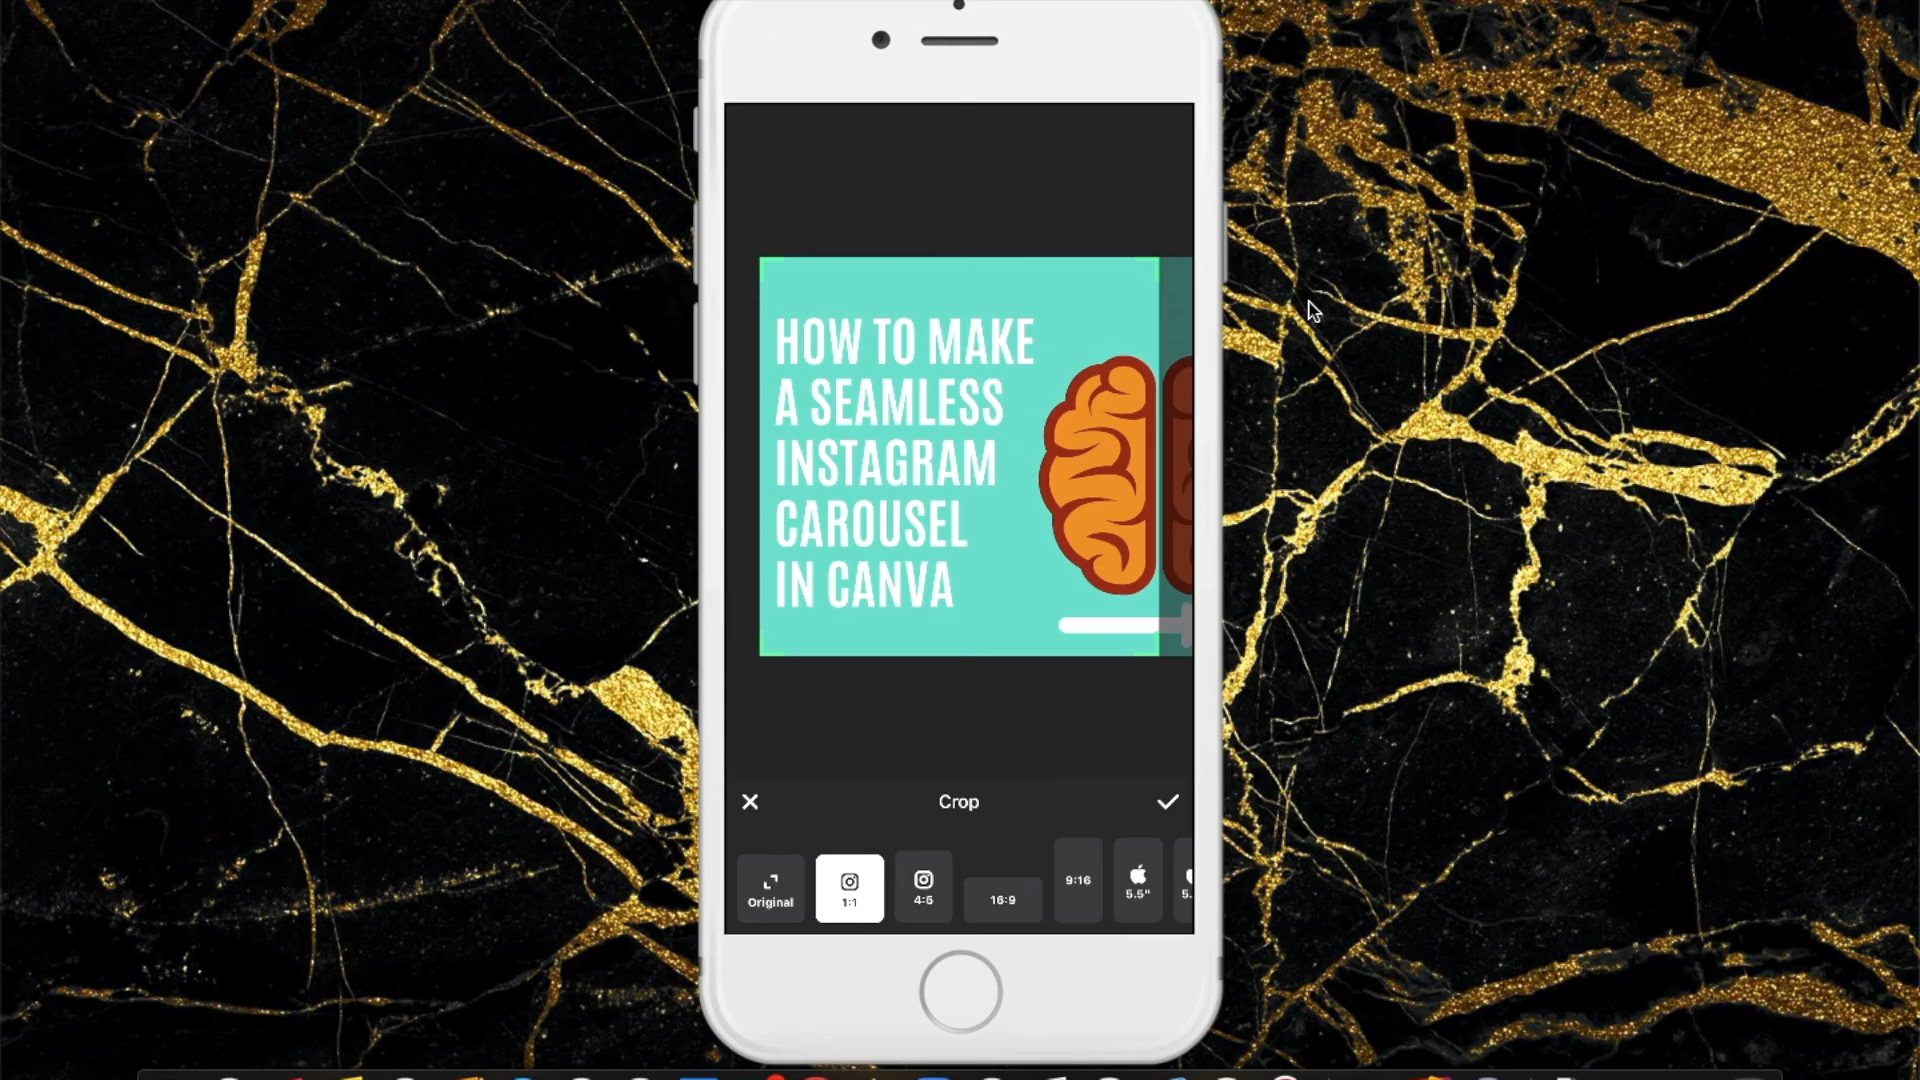 HOW TO MAKE
A SEAMLESS
INSTAGRAM
CAROUSEL
IN CANVA
Crop
Original
1:1
4:5
16:9
9:16
5.5"
5.